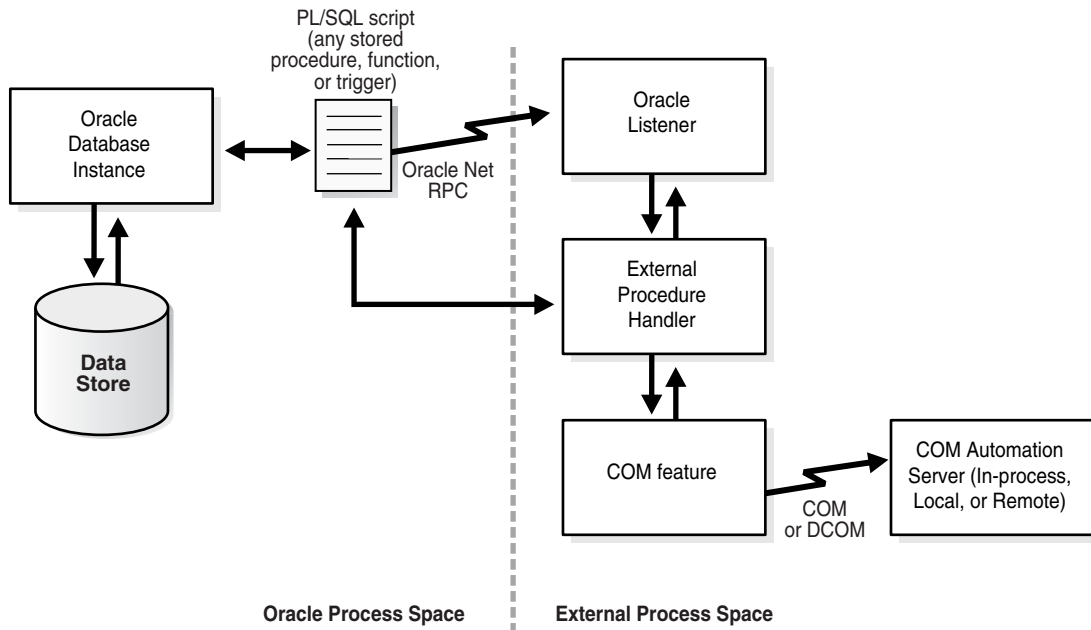 PL/SQL script
(any stored
procedure, function,
or trigger)
Oracle
Database
Instance
Oracle
Listener
Oracle Net
RPC
External
Procedure
Handler
Data
Store
COM feature
COM Automation
Server (In-process,
Local, or Remote)
COM
or DCOM
Oracle Process Space
External Process Space